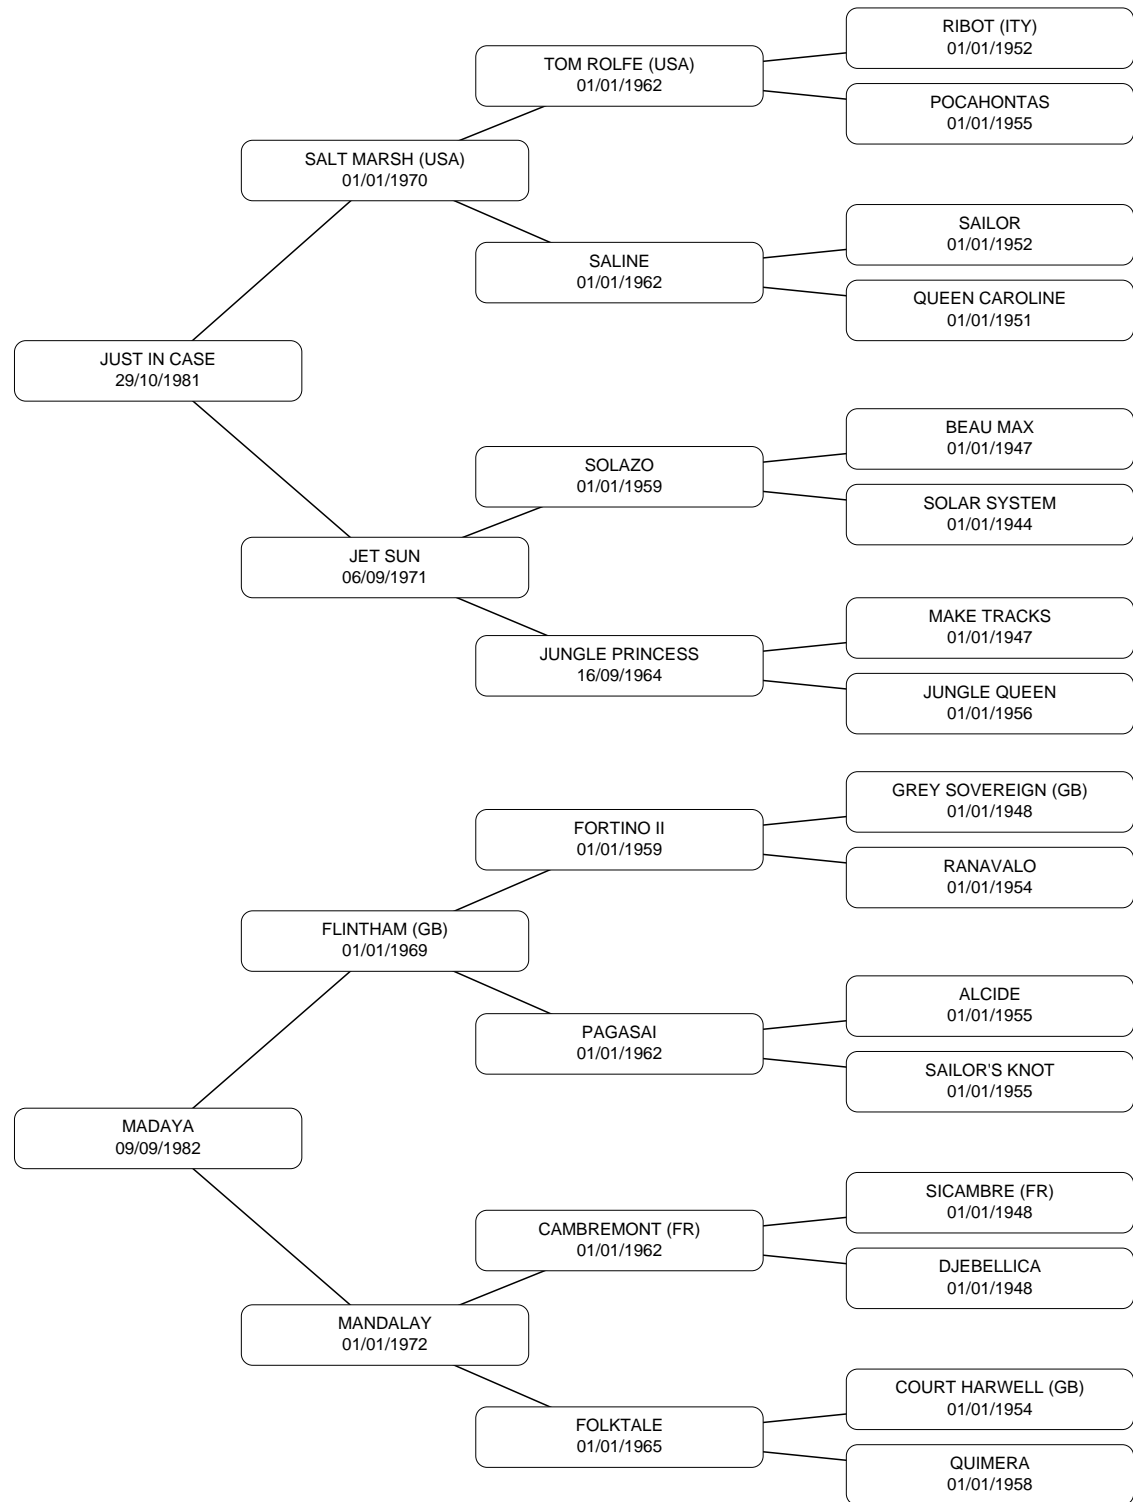 RIBOT (ITY)
01/01/1952
TOM ROLFE (USA)
01/01/1962
POCAHONTAS
01/01/1955
SALT MARSH (USA)
01/01/1970
SAILOR
01/01/1952
SALINE
01/01/1962
QUEEN CAROLINE
01/01/1951
JUST IN CASE
29/10/1981
BEAU MAX
01/01/1947
SOLAZO
01/01/1959
SOLAR SYSTEM
01/01/1944
JET SUN
06/09/1971
MAKE TRACKS
01/01/1947
JUNGLE PRINCESS
16/09/1964
JUNGLE QUEEN
01/01/1956
GREY SOVEREIGN (GB)
01/01/1948
FORTINO II
01/01/1959
RANAVALO
01/01/1954
FLINTHAM (GB)
01/01/1969
ALCIDE
01/01/1955
PAGASAI
01/01/1962
SAILOR'S KNOT
01/01/1955
MADAYA
09/09/1982
SICAMBRE (FR)
01/01/1948
CAMBREMONT (FR)
01/01/1962
DJEBELLICA
01/01/1948
MANDALAY
01/01/1972
COURT HARWELL (GB)
01/01/1954
FOLKTALE
01/01/1965
QUIMERA
01/01/1958